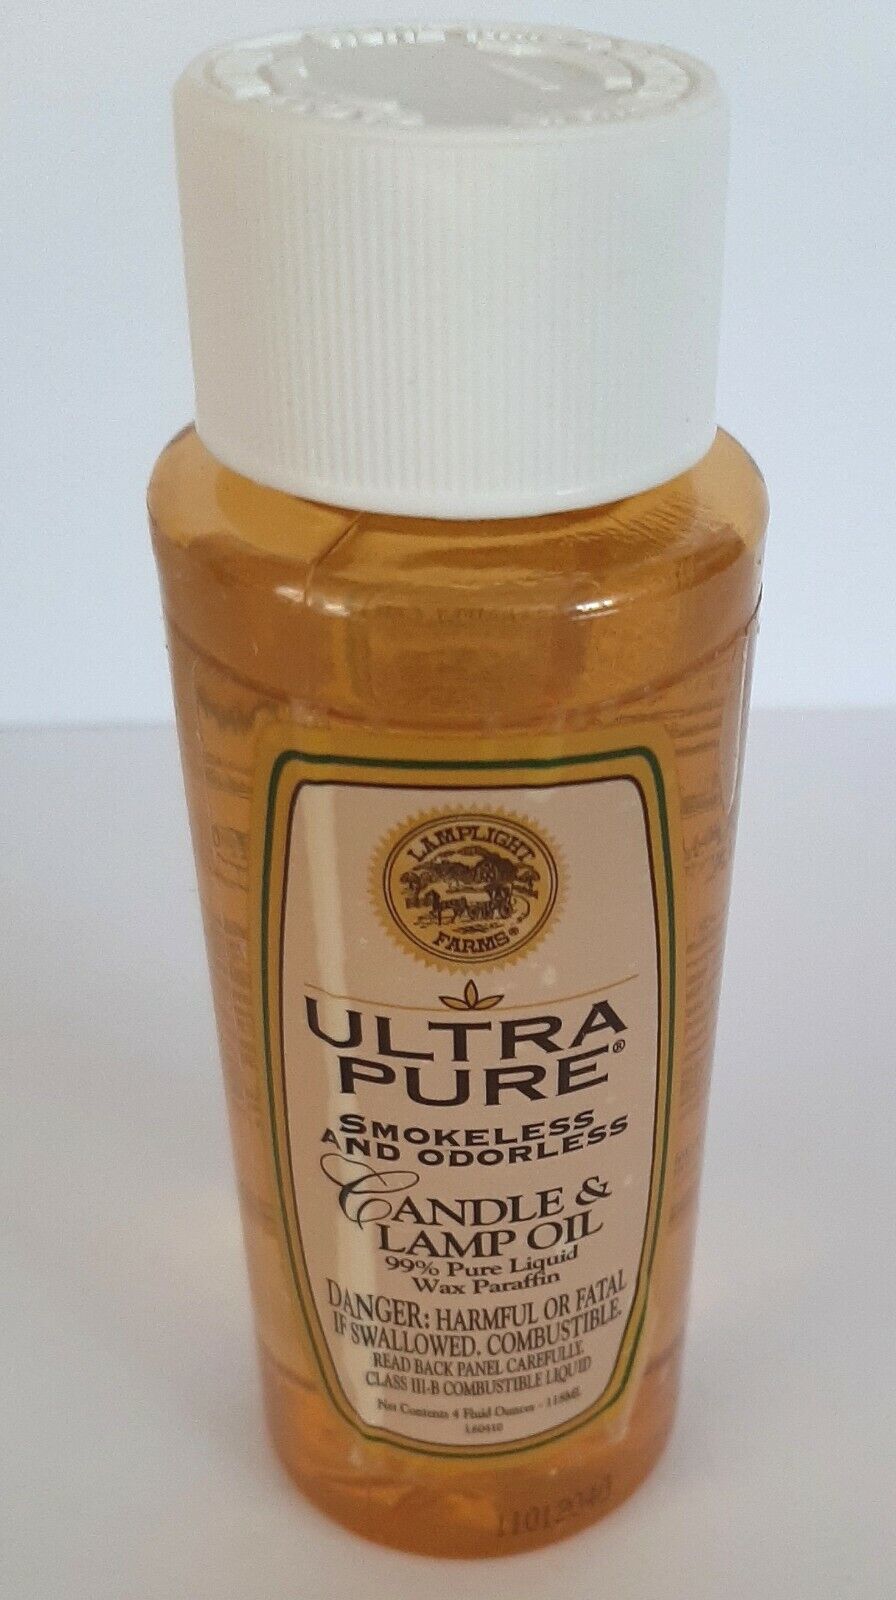 LAMPLIGHT
FARMS®
ULTRA
PURE®
SMOKELESS
AND ODORLESS
CANDLE &
LAMP OIL
99% Pure Liquid
Wax Paraffin
DANGER: HARMFUL OR FATAL
IF SWALLOWED. COMBUSTIBLE.
READ BACK PANEL CAREFULLY.
CLASS III-B COMBUSTIBLE LIQUID
Net Contents 4 Fluid Ounces - 118ML